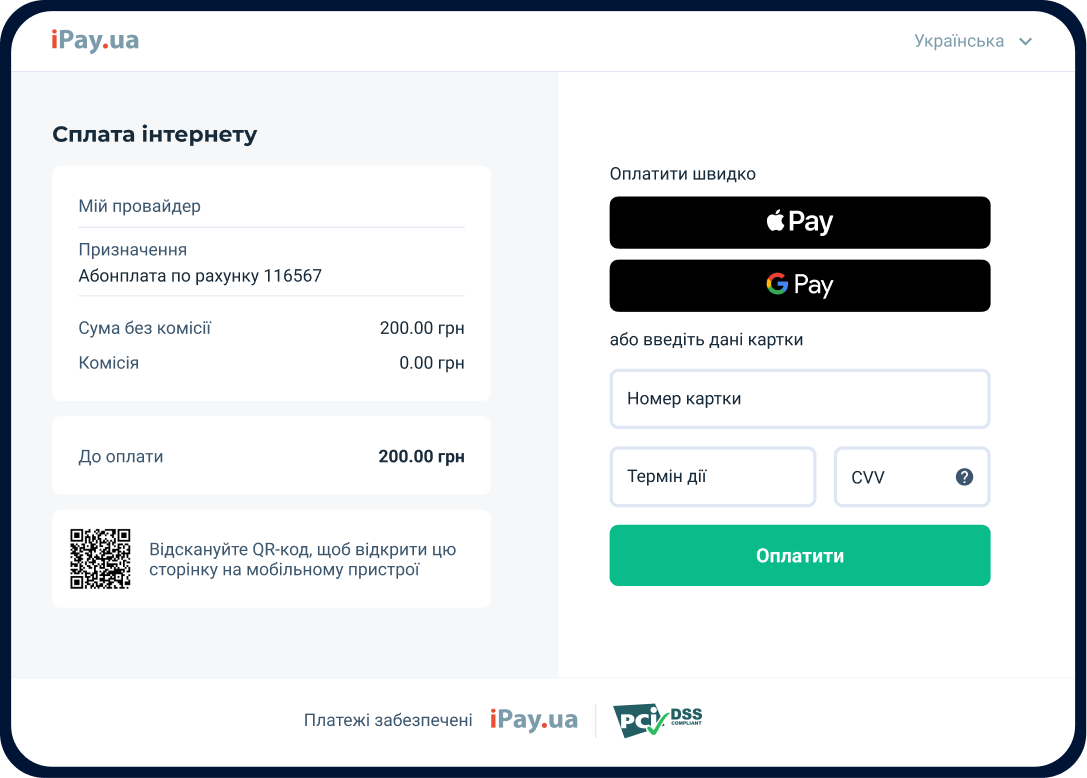 iPay.ua
Українська
Сплата інтернету
Мій провайдер
Призначення
Абонплата по рахунку 116567
Сума без комісії 200.00 грн
Комісія 0.00 грн
До оплати 200.00 грн
Відскануйте QR-код, щоб відкрити цю
сторінку на мобільному пристрої
Оплатити швидко
Pay
G Pay
або введіть дані картки
Номер картки
Термін дії
CVV ?
Оплатити
Платежі забезпечені iPay.ua
PCI DSS
COMPLIANT